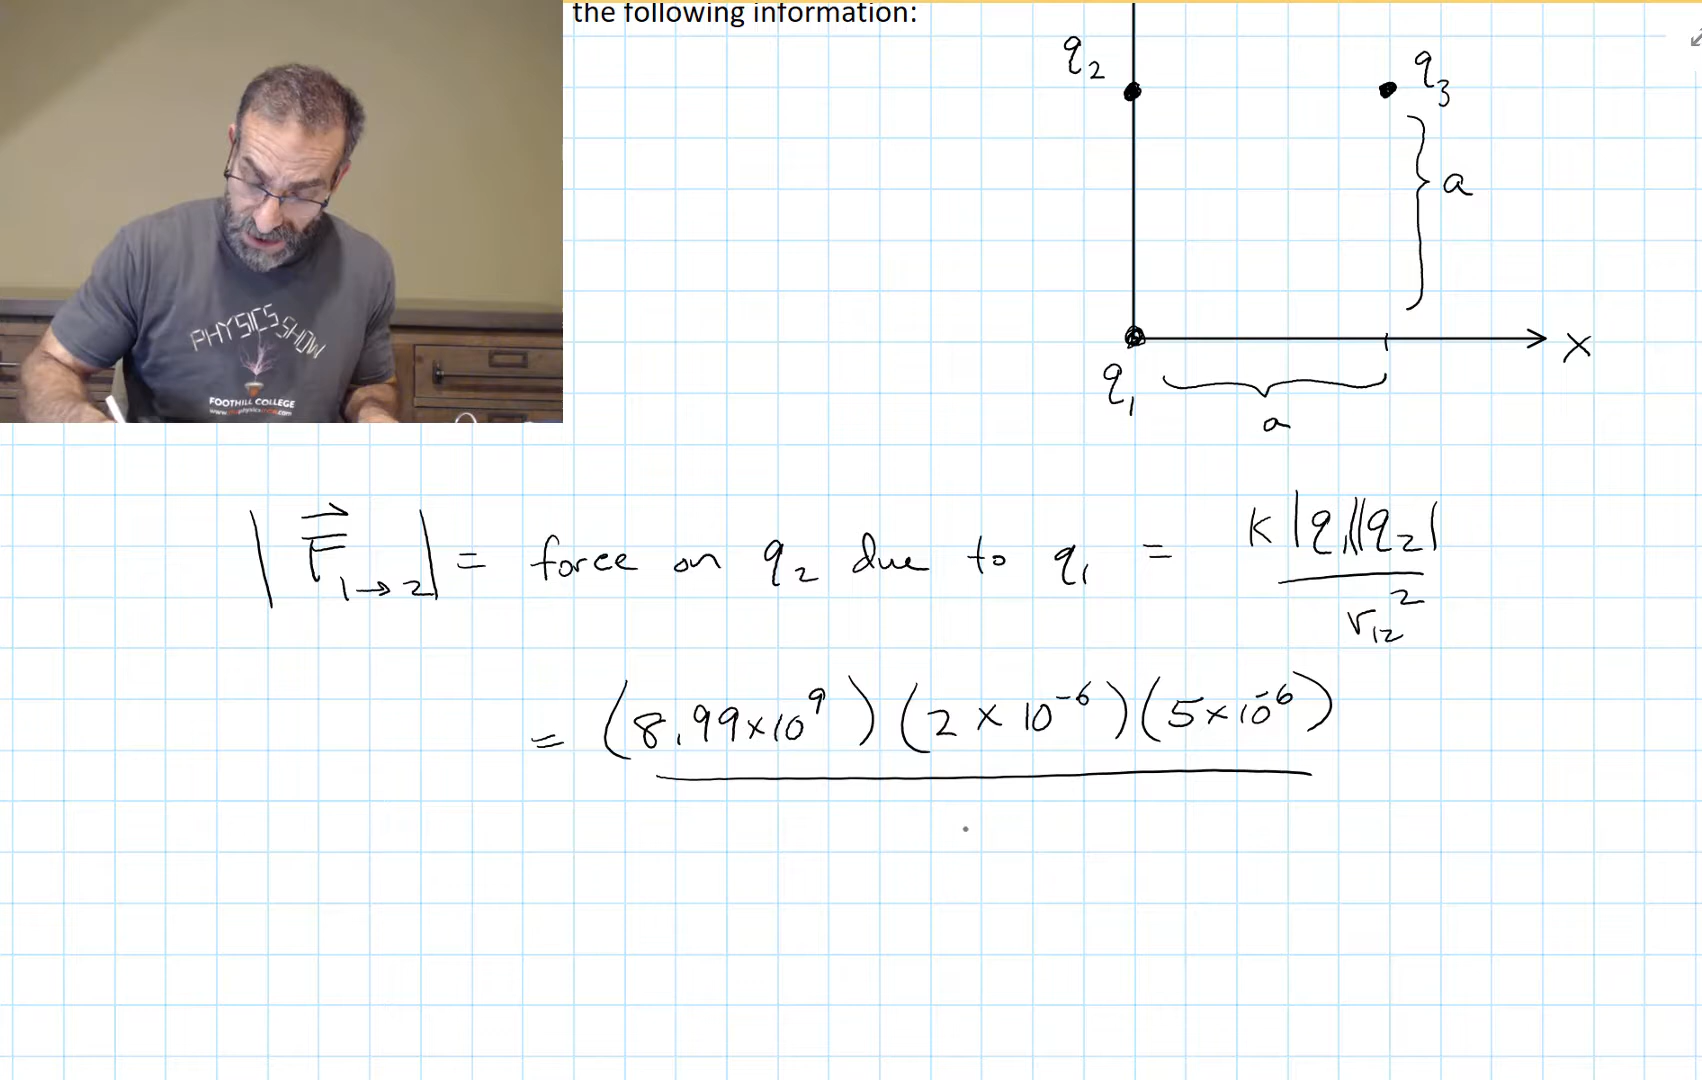 the following information:
q₂
q₃
a
x
q₁
a
PHYSICS SHOW
FOOTHILL COLLEGE
|F⃗₁→₂| = force on q₂ due to q₁ = k|q₁||q₂| / r₁₂²
= (8.99×10⁹)(2×10⁻⁶)(5×10⁻⁶)